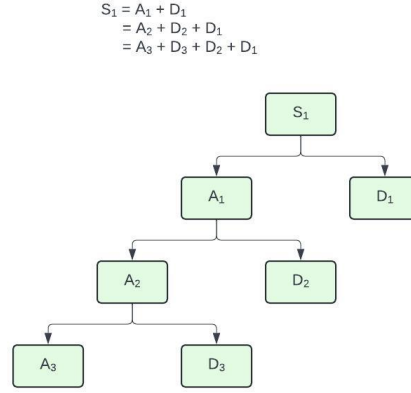 S₁ = A₁ + D₁
= A₂ + D₂ + D₁
= A₃ + D₃ + D₂ + D₁
S₁
A₁ D₁
A₂ D₂
A₃ D₃